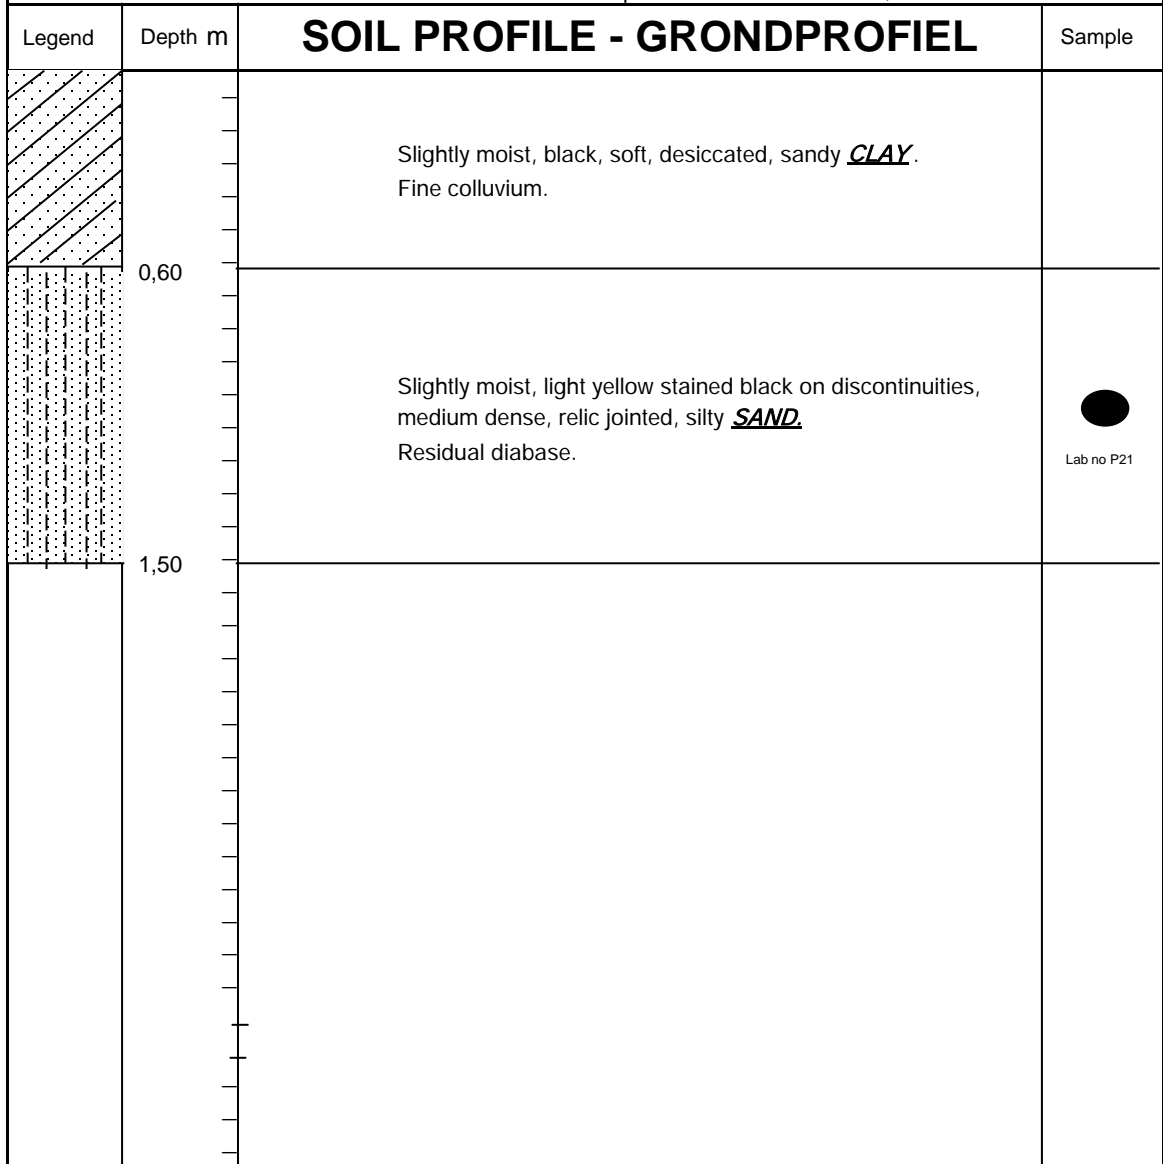 Legend Depth m SOIL PROFILE - GRONDPROFIEL Sample
Slightly moist, black, soft, desiccated, sandy CLAY.
Fine colluvium.
0,60
Slightly moist, light yellow stained black on discontinuities,
medium dense, relic jointed, silty SAND.
Residual diabase.
Lab no P21
1,50